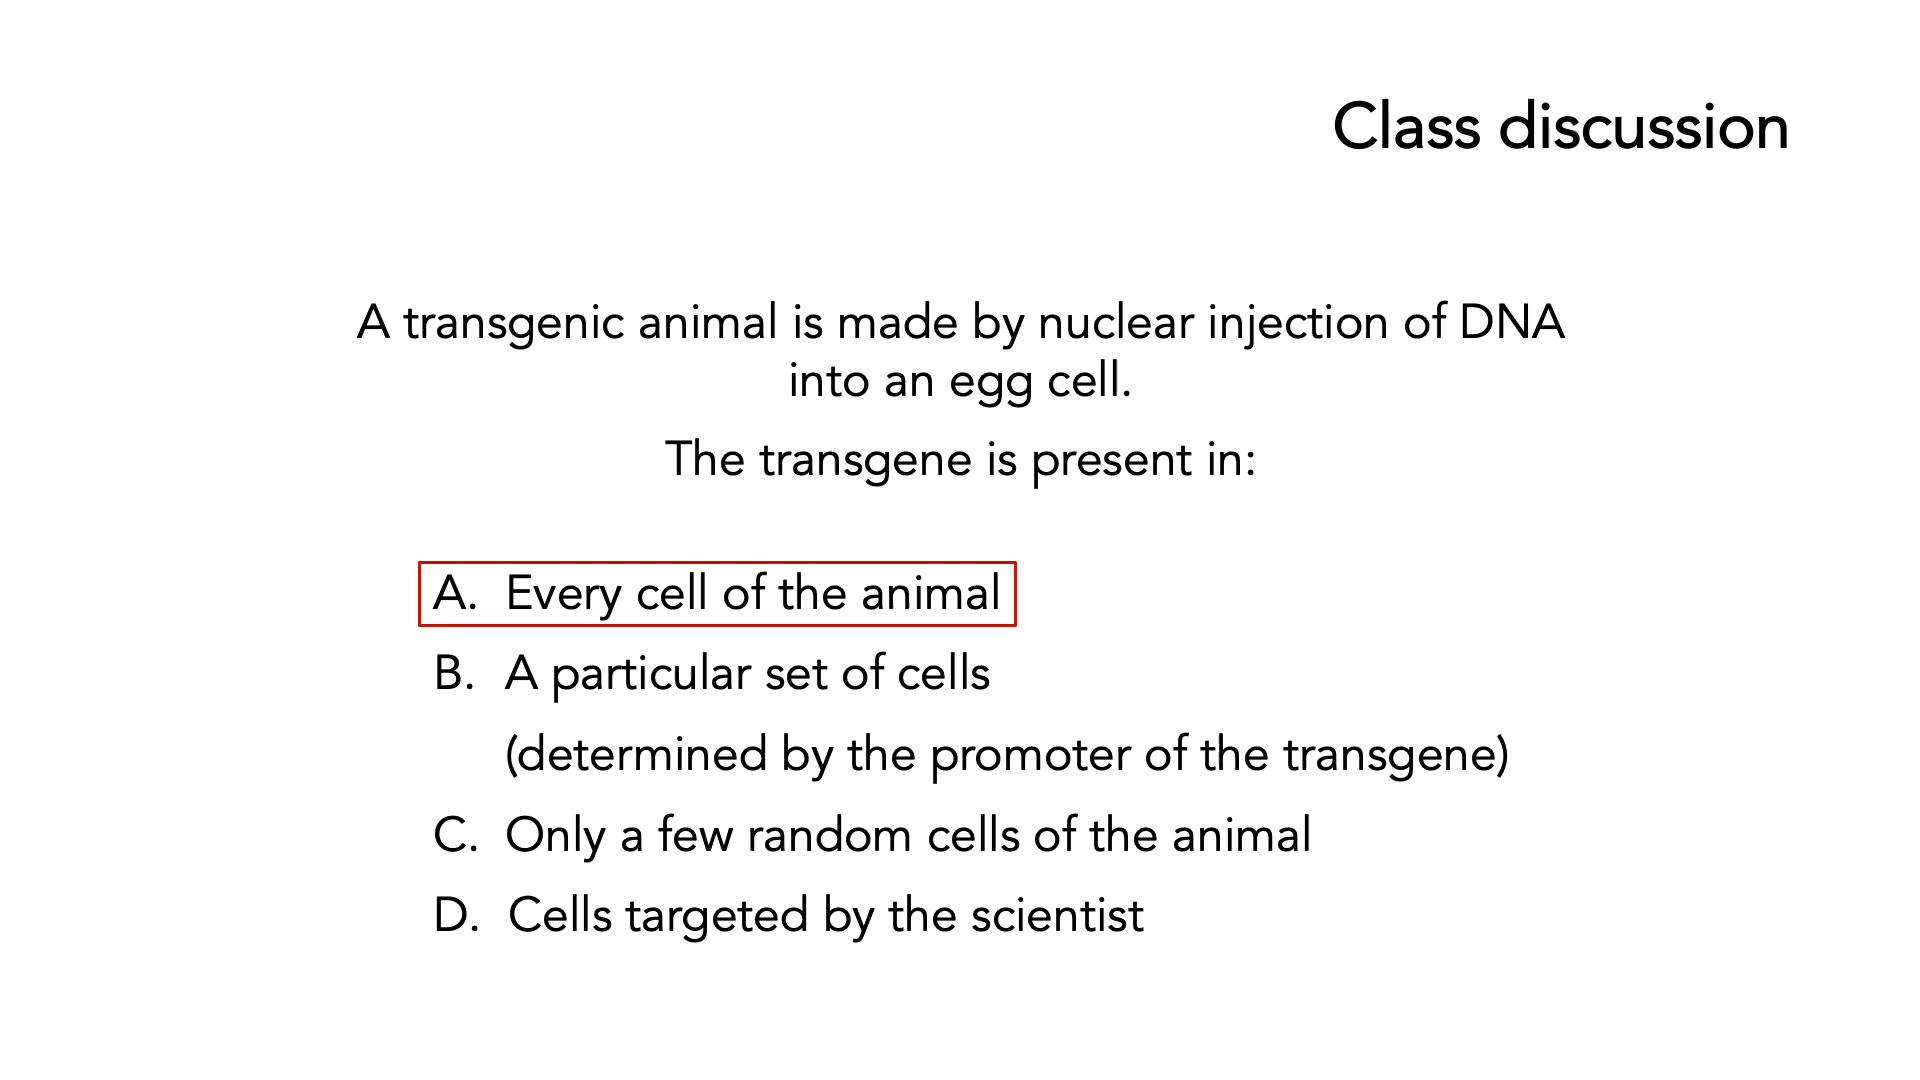 Class discussion
A transgenic animal is made by nuclear injection of DNA
into an egg cell.
The transgene is present in:
A. Every cell of the animal
B. A particular set of cells
(determined by the promoter of the transgene)
C. Only a few random cells of the animal
D. Cells targeted by the scientist